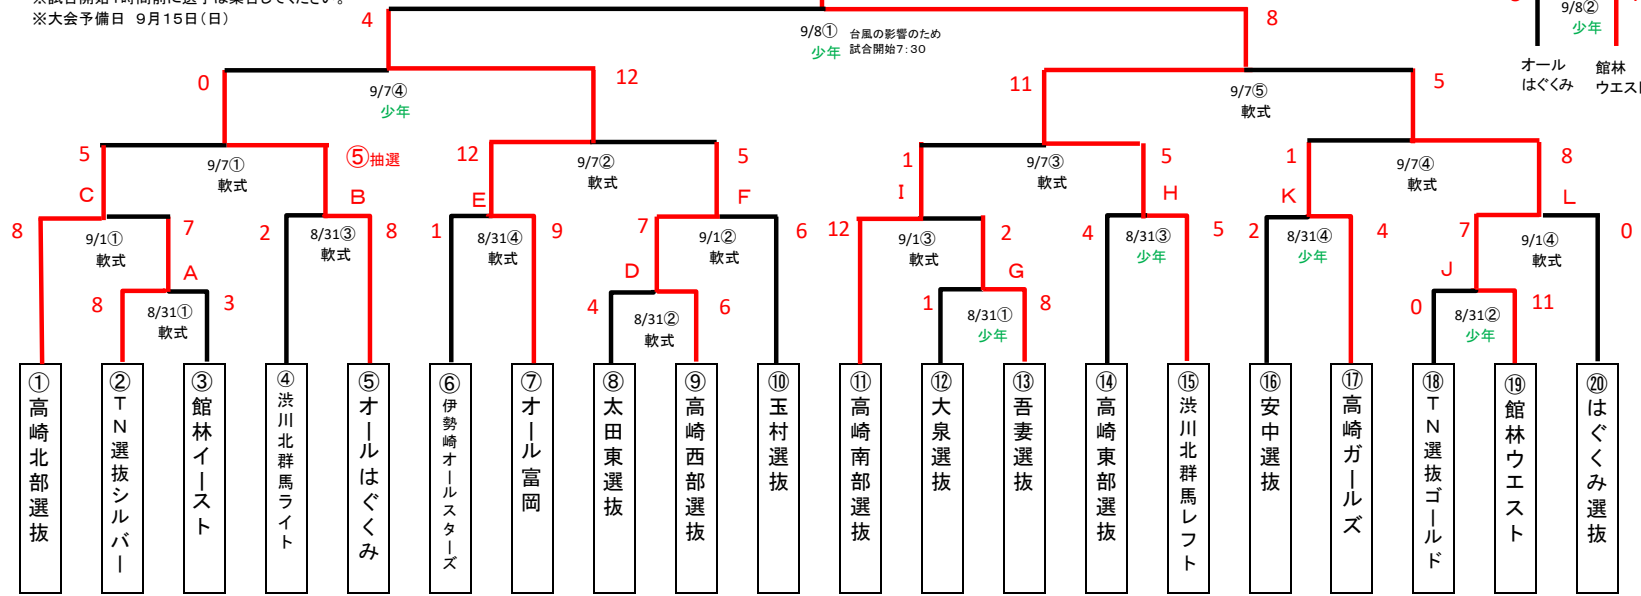 ※大会予備日 9月15日(日)
4
8
9/8①
台風の影響のため
試合開始7:30
少年
9/8②
少年
オール
はぐくみ
館林
0
12
9/7④
少年
11
5
9/7⑤
軟式
5
⑤抽選
9/7①
軟式
12
5
9/7②
軟式
1
5
9/7③
軟式
1
8
9/7④
軟式
C
B
E
F
I
H
K
L
8
7
9/1①
軟式
2
8
8/31③
軟式
1
9
8/31④
軟式
7
6
9/1②
軟式
12
2
9/1③
軟式
4
5
8/31③
少年
2
4
8/31④
少年
7
0
9/1④
軟式
A
D
G
J
8
3
8/31①
軟式
4
6
8/31②
軟式
1
8
8/31①
少年
0
11
8/31②
少年
①高崎北部選抜
②TN選抜シルバー
③館林イースト
④渋川北群馬ライト
⑤オールはぐくみ
⑥伊勢崎オールスターズ
⑦オール富岡
⑧太田東選抜
⑨高崎西部選抜
⑩玉村選抜
⑪高崎南部選抜
⑫大泉選抜
⑬吾妻選抜
⑭高崎東部選抜
⑮渋川北群馬レフト
⑯安中選抜
⑰高崎ガールズ
⑱TN選抜ゴールド
⑲館林ウエスト
⑳はぐくみ選抜